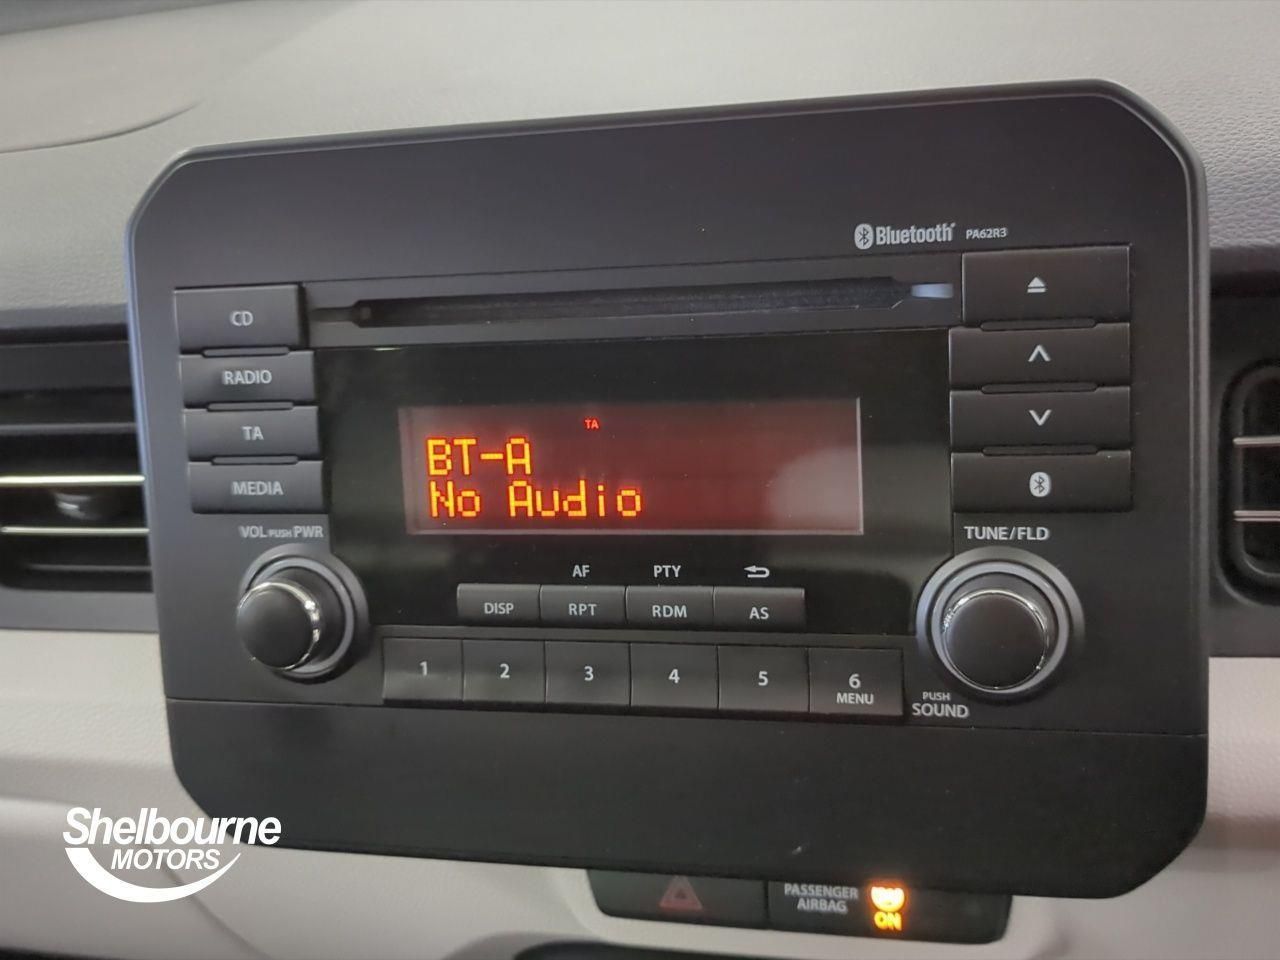 Bluetooth PA62R3
CD
RADIO
TA
MEDIA
VOL PUSH PWR
TA
BT-A
No Audio
TUNE/FLD
AF PTY
DISP RPT RDM AS
1 2 3 4 5 6
MENU
PUSH
SOUND
Shelbourne
MOTORS
PASSENGER
AIRBAG
ON